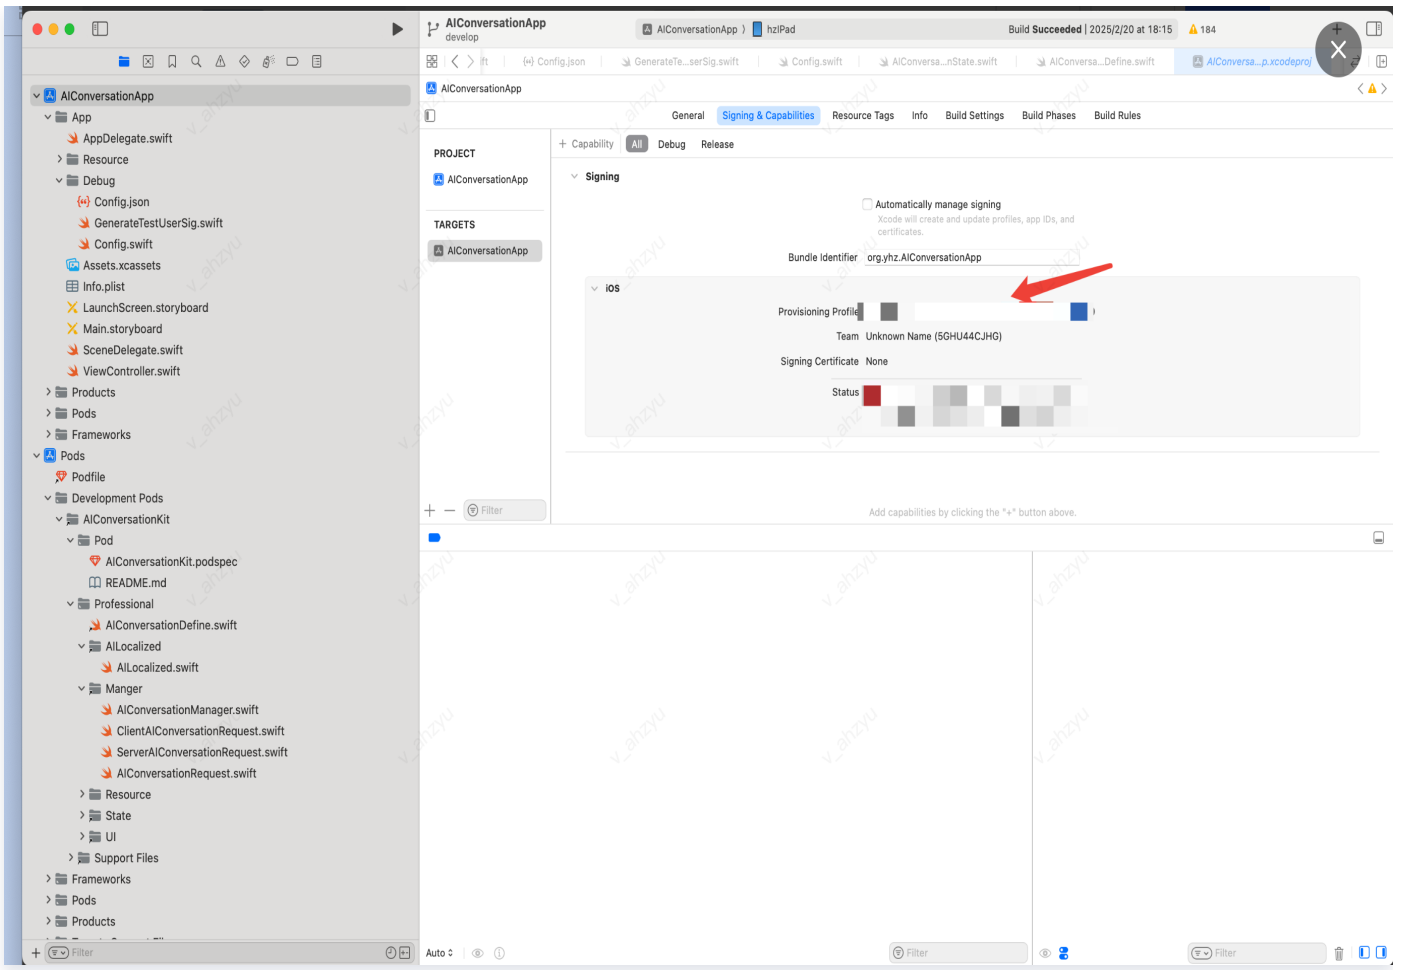 AIConversationApp
develop
AIConversationApp 〉 hzIPad
Build Succeeded | 2025/2/20 at 18:15
184
ift
Config.json
GenerateTe...serSig.swift
Config.swift
AIConversa...nState.swift
AIConversa...Define.swift
AIConversa...p.xcodeproj
AIConversationApp
App
AppDelegate.swift
Resource
Debug
Config.json
GenerateTestUserSig.swift
Config.swift
Assets.xcassets
Info.plist
LaunchScreen.storyboard
Main.storyboard
SceneDelegate.swift
ViewController.swift
Products
Pods
Frameworks
Pods
Podfile
Development Pods
AIConversationKit
Pod
AIConversationKit.podspec
README.md
Professional
AIConversationDefine.swift
AILocalized
AILocalized.swift
Manger
AIConversationManager.swift
ClientAIConversationRequest.swift
ServerAIConversationRequest.swift
AIConversationRequest.swift
Resource
State
UI
Support Files
Frameworks
Pods
Products
Filter
AIConversationApp
General Signing & Capabilities Resource Tags Info Build Settings Build Phases Build Rules
PROJECT
AIConversationApp
TARGETS
AIConversationApp
Filter
+ Capability All Debug Release
Signing
Automatically manage signing
Xcode will create and update profiles, app IDs, and
certificates.
Bundle Identifier org.yhz.AIConversationApp
iOS
Provisioning Profile
Team Unknown Name (5GHU44CJHG)
Signing Certificate None
Status
Add capabilities by clicking the "+" button above.
Auto
Filter
Filter
v_ahzyu